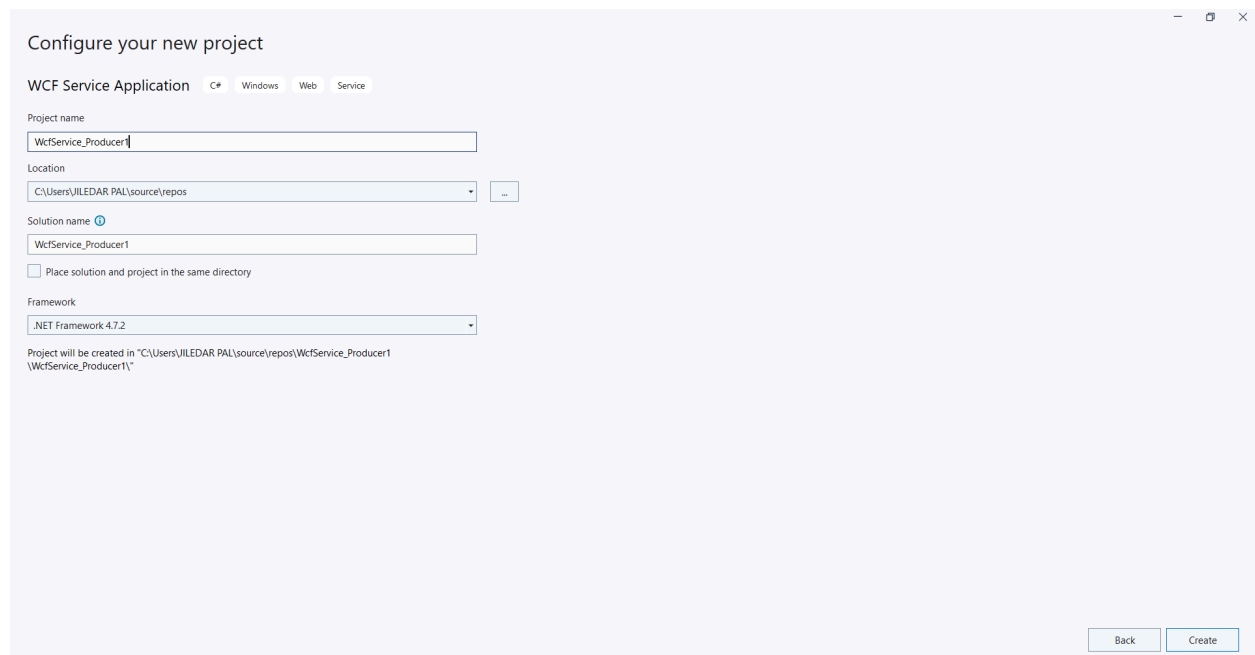 Configure your new project
WCF Service Application C# Windows Web Service
Project name
WcfService_Producer1
Location
C:\Users\JILEDAR PAL\source\repos
...
Solution name
WcfService_Producer1
Place solution and project in the same directory
Framework
.NET Framework 4.7.2
Project will be created in "C:\Users\JILEDAR PAL\source\repos\WcfService_Producer1
\WcfService_Producer1\"
Back Create